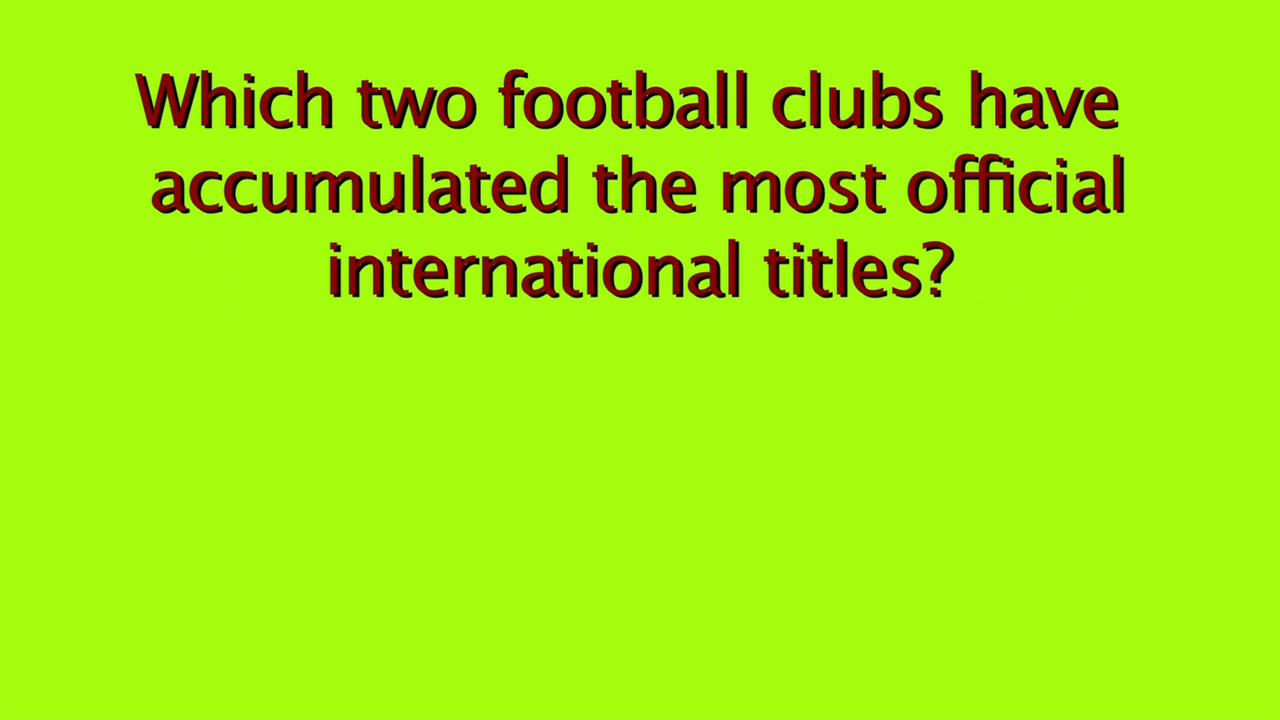 Which two football clubs have
accumulated the most official
international titles?